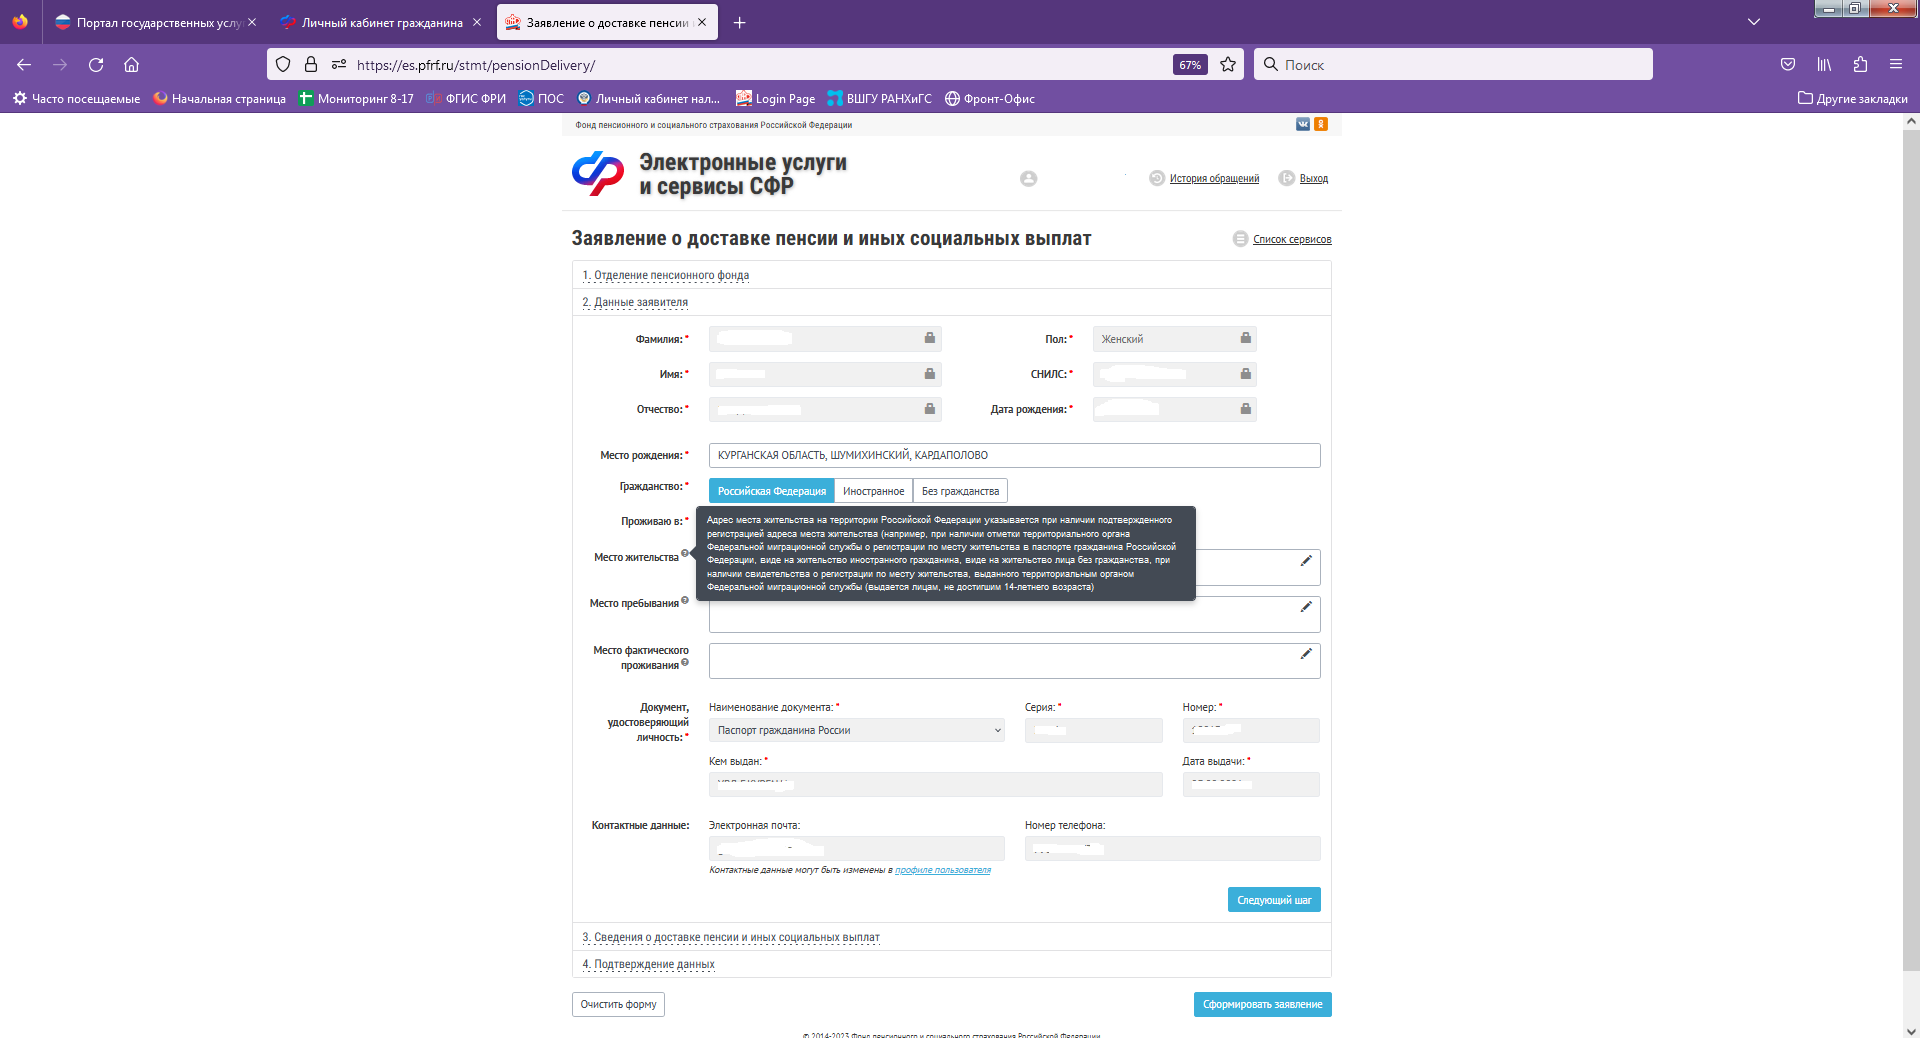 Портал государственных услу
Личный кабинет гражданина
Заявление о доставке пенсии
https://es.pfrf.ru/stmt/pensionDelivery/
67%
Поиск
Часто посещаемые
Начальная страница
Мониторинг 8-17
ФГИС ФРИ
ПОС
Личный кабинет нал...
Login Page
ВШГУ РАНХиГС
Фронт-Офис
Другие закладки
Фонд пенсионного и социального страхования Российской Федерации
Электронные услуги
и сервисы СФР
История обращений
Выход
Заявление о доставке пенсии и иных социальных выплат
Список сервисов
1. Отделение пенсионного фонда
2. Данные заявителя
Фамилия: *
Пол: * Женский
Имя: *
СНИЛС: *
Отчество: *
Дата рождения: *
Место рождения: * КУРГАНСКАЯ ОБЛАСТЬ, ШУМИХИНСКИЙ, КАРДАПОЛОВО
Гражданство: * Российская Федерация Иностранное Без гражданства
Проживаю в: *
Адрес места жительства на территории Российской Федерации указывается при наличии подтвержденного
регистрацией адреса места жительства (например, при наличии отметки территориального органа
Федеральной миграционной службы о регистрации по месту жительства в паспорте гражданина Российской
Федерации, виде на жительство иностранного гражданина, виде на жительство лица без гражданства, при
наличии свидетельства о регистрации по месту жительства, выданного территориальным органом
Федеральной миграционной службы (выдается лицам, не достигшим 14-летнего возраста)
Место жительства
Место пребывания
Место фактического
проживания
Документ,
удостоверяющий
личность: *
Наименование документа: *
Серия: *
Номер: *
Паспорт гражданина России
Кем выдан: *
Дата выдачи: *
Контактные данные:
Электронная почта:
Номер телефона:
Контактные данные могут быть изменены в профиле пользователя
Следующий шаг
3. Сведения о доставке пенсии и иных социальных выплат
4. Подтверждение данных
Очистить форму
Сформировать заявление
© 2014-2023 Фонд пенсионного и социального страхования Российской Федерации